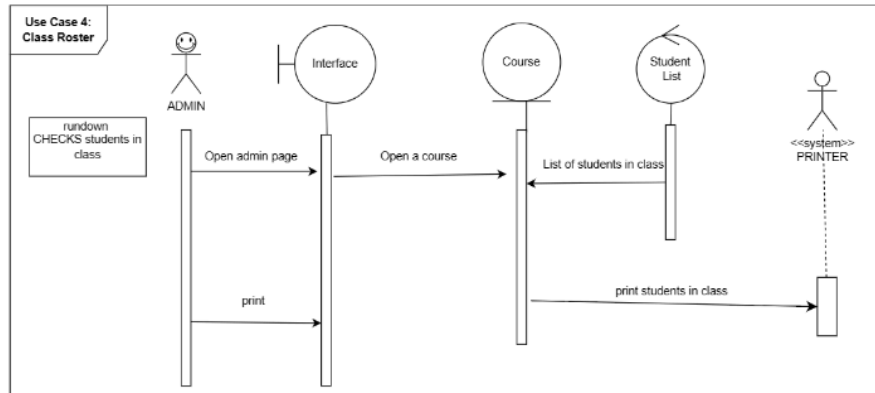 Use Case 4:
Class Roster
ADMIN
Interface
Course
Student
List
<<system>>
PRINTER
rundown
CHECKS students in
class
Open admin page
Open a course
List of students in class
print students in class
print